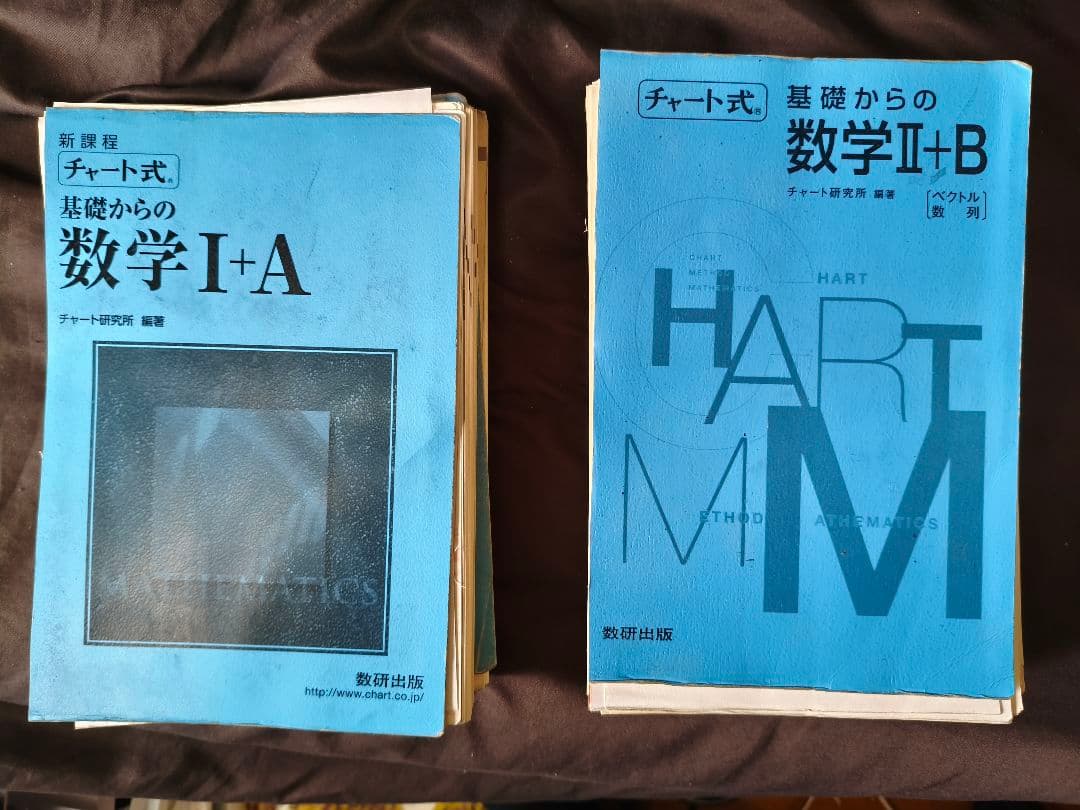 新課程
チャート式®
基礎からの
数学I+A
チャート研究所 編著
MATHEMATICS
数研出版
http://www.chart.co.jp/
チャート式®
基礎からの
数学Ⅱ+B
チャート研究所 編著
[ベクトル
数列]
CHART
METHOD
MATHEMATICS
HART
HART
M M
ETHOD ATHEMATICS
数研出版